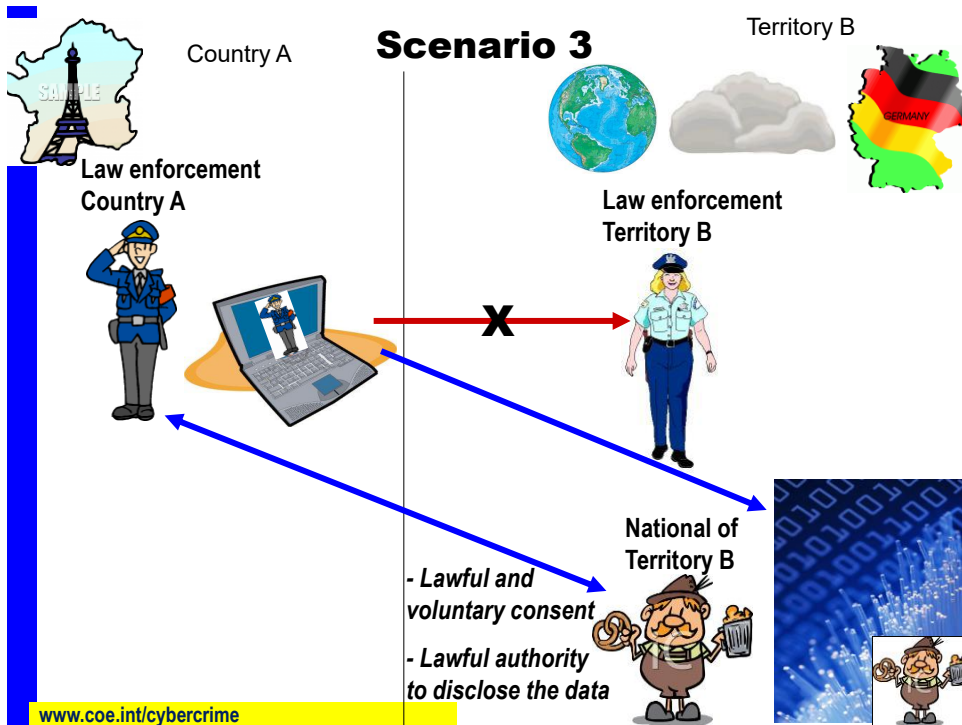 Scenario 3
Country A
Territory B
SAMPLE
GERMANY
Law enforcement
Country A
Law enforcement
Territory B
X
National of
Territory B
- Lawful and
voluntary consent
- Lawful authority
to disclose the data
www.coe.int/cybercrime